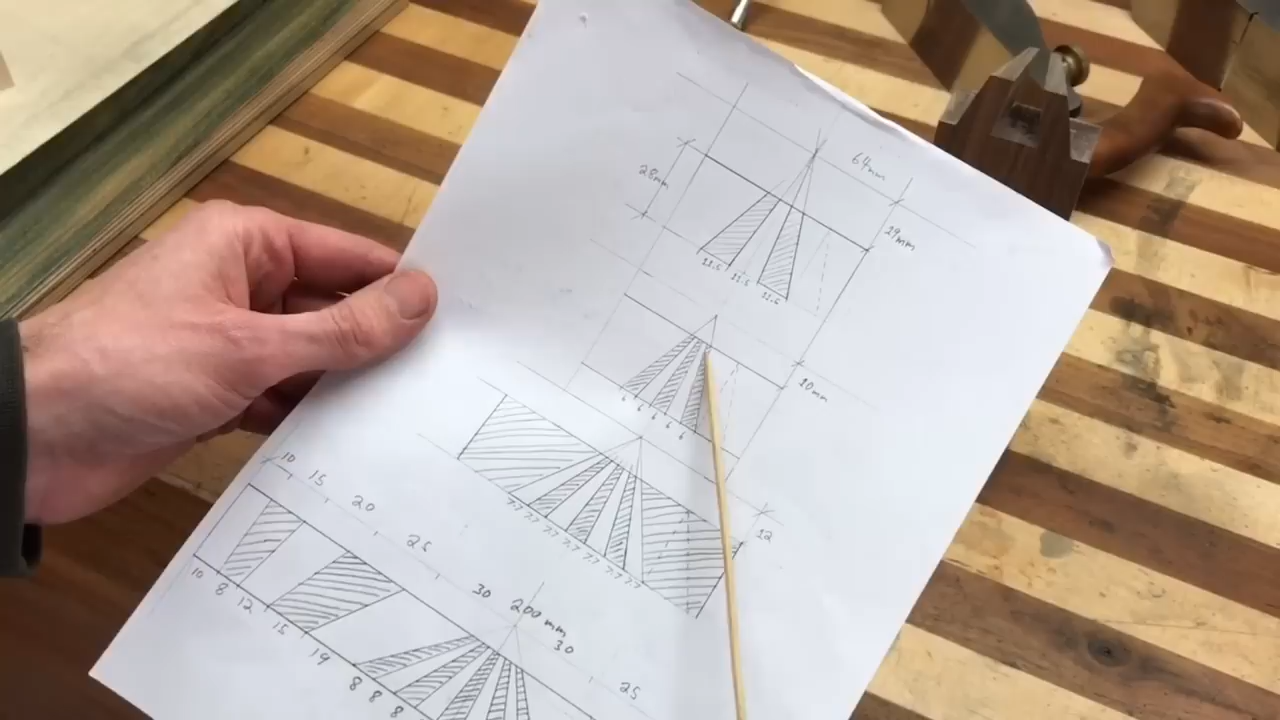 64mm
28mm
29mm
11.5 11.5 11.5
10mm
6 6 6 6 6
12
7.7 7.7 7.7 7.7 7.7 7.7 7.7
10 15 20 25 30 200mm 30 25
10 8 12 15 19 8 8 8